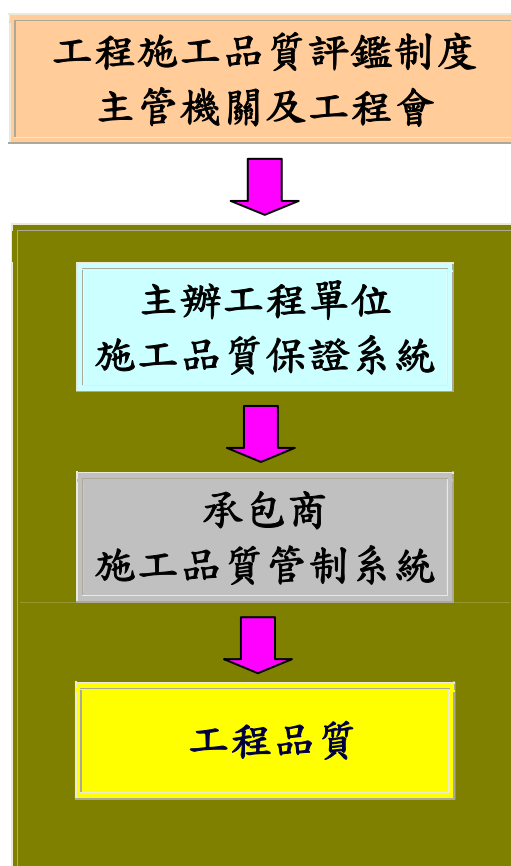 工程施工品質評鑑制度
主管機關及工程會
主辦工程單位
施工品質保證系統
承包商
施工品質管制系統
工程品質